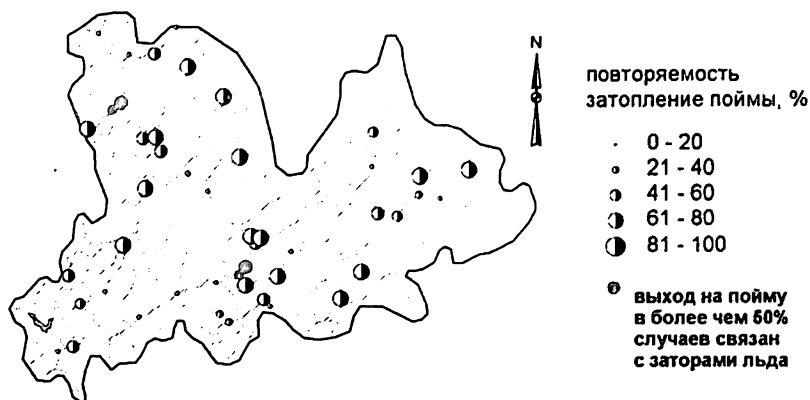 N
повторяемость
затопление поймы, %
0 - 20
21 - 40
41 - 60
61 - 80
81 - 100
выход на пойму
в более чем 50%
случаев связан
с заторами льда